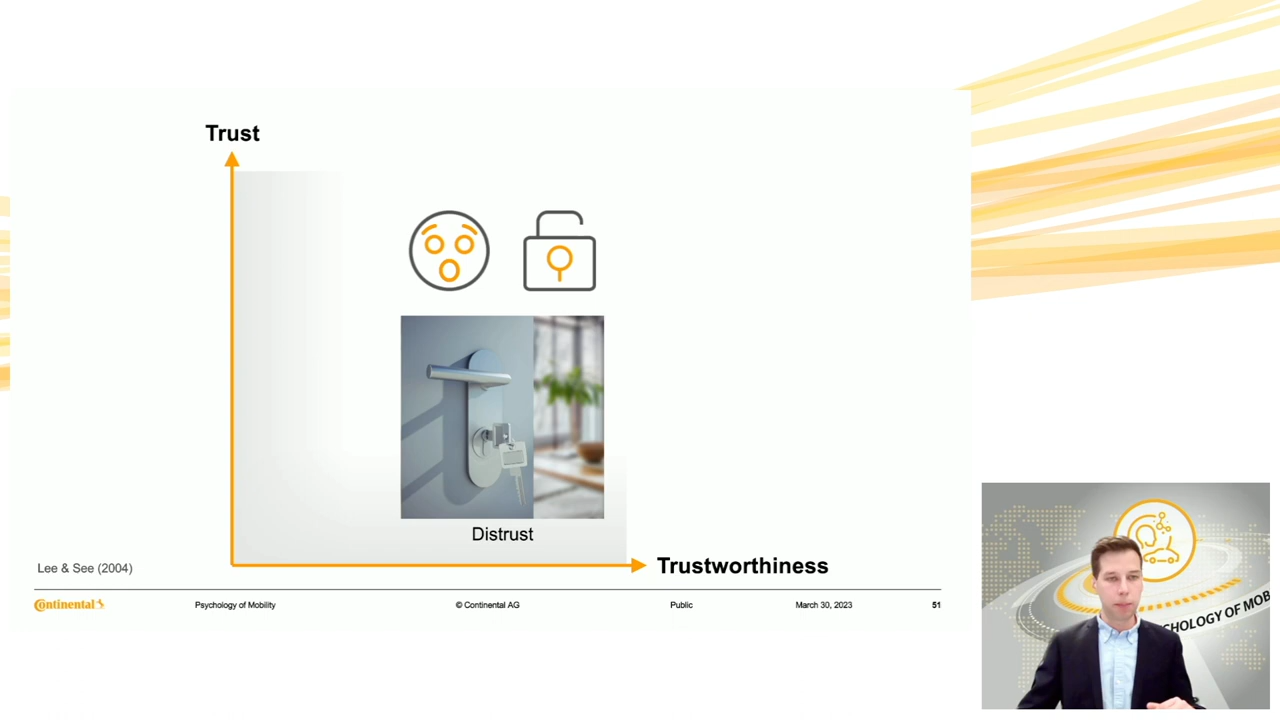 Trust
Distrust
Trustworthiness
Lee & See (2004)
Continental
Psychology of Mobility
© Continental AG
Public
March 30, 2023
51
CHOLOGY OF MOB